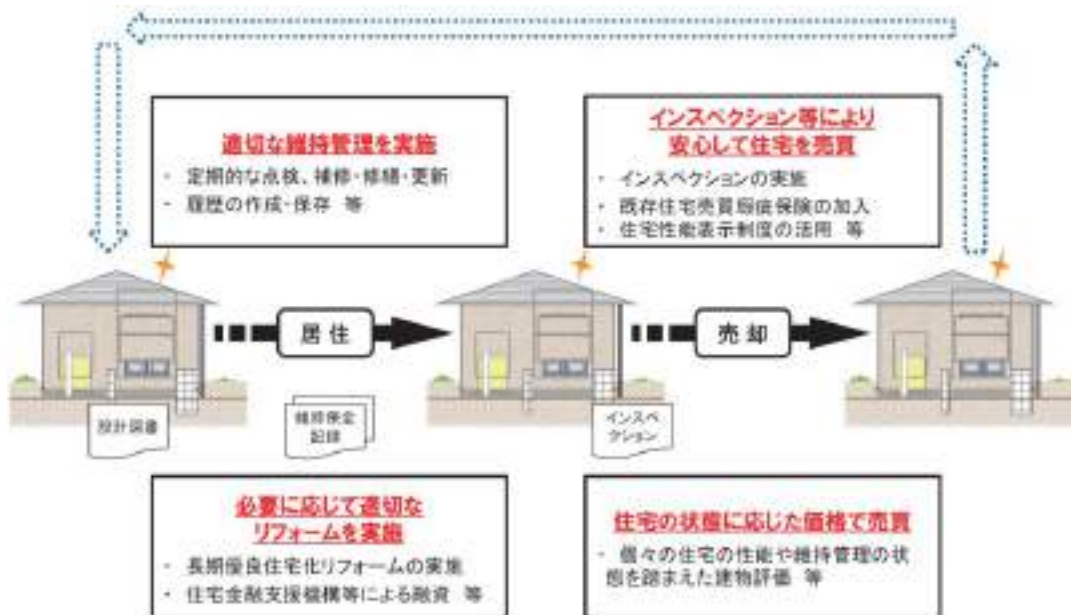 適切な維持管理を実施
・ 定期的な点検、補修・修繕・更新
・ 履歴の作成・保存 等
インスペクション等により
安心して住宅を売買
・ インスペクションの実施
・ 既存住宅売買瑕疵保険の加入
・ 住宅性能表示制度の活用 等
居住
売却
設計図書
維持保全
記録
インスペ
クション
必要に応じて適切な
リフォームを実施
・ 長期優良住宅化リフォームの実施
・ 住宅金融支援機構等による融資 等
住宅の状態に応じた価格で売買
・ 個々の住宅の性能や維持管理の状
態を踏まえた建物評価 等